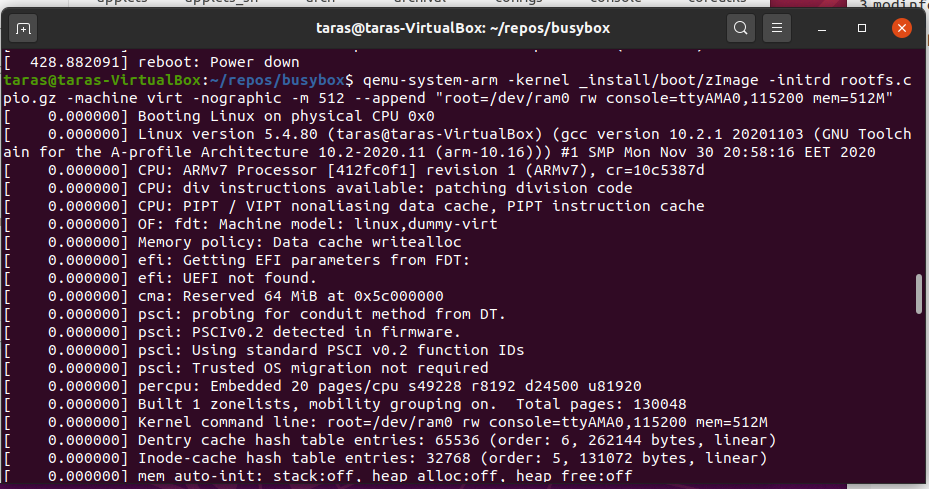 applets applets_sh arch archival configs console coreutils
3 modinfo
taras@taras-VirtualBox: ~/repos/busybox
[  428.882091] reboot: Power down
taras@taras-VirtualBox:~/repos/busybox$ qemu-system-arm -kernel _install/boot/zImage -initrd rootfs.c
pio.gz -machine virt -nographic -m 512 --append "root=/dev/ram0 rw console=ttyAMA0,115200 mem=512M"
[    0.000000] Booting Linux on physical CPU 0x0
[    0.000000] Linux version 5.4.80 (taras@taras-VirtualBox) (gcc version 10.2.1 20201103 (GNU Toolch
ain for the A-profile Architecture 10.2-2020.11 (arm-10.16))) #1 SMP Mon Nov 30 20:58:16 EET 2020
[    0.000000] CPU: ARMv7 Processor [412fc0f1] revision 1 (ARMv7), cr=10c5387d
[    0.000000] CPU: div instructions available: patching division code
[    0.000000] CPU: PIPT / VIPT nonaliasing data cache, PIPT instruction cache
[    0.000000] OF: fdt: Machine model: linux,dummy-virt
[    0.000000] Memory policy: Data cache writealloc
[    0.000000] efi: Getting EFI parameters from FDT:
[    0.000000] efi: UEFI not found.
[    0.000000] cma: Reserved 64 MiB at 0x5c000000
[    0.000000] psci: probing for conduit method from DT.
[    0.000000] psci: PSCIv0.2 detected in firmware.
[    0.000000] psci: Using standard PSCI v0.2 function IDs
[    0.000000] psci: Trusted OS migration not required
[    0.000000] percpu: Embedded 20 pages/cpu s49228 r8192 d24500 u81920
[    0.000000] Built 1 zonelists, mobility grouping on.  Total pages: 130048
[    0.000000] Kernel command line: root=/dev/ram0 rw console=ttyAMA0,115200 mem=512M
[    0.000000] Dentry cache hash table entries: 65536 (order: 6, 262144 bytes, linear)
[    0.000000] Inode-cache hash table entries: 32768 (order: 5, 131072 bytes, linear)
[    0.000000] mem auto-init: stack:off, heap alloc:off, heap free:off